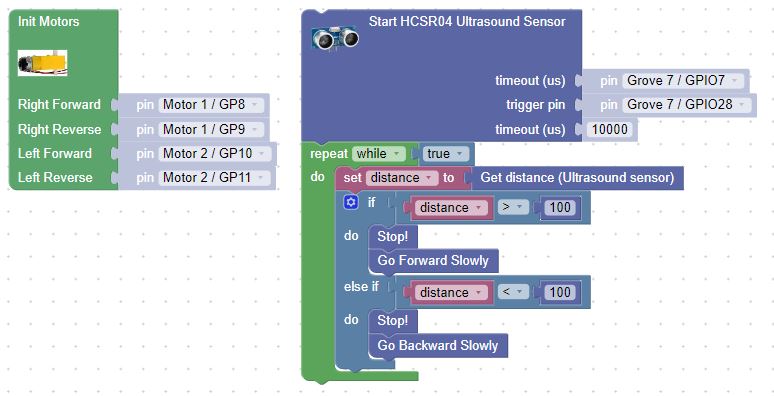 Init Motors
Right Forward pin Motor 1 / GP8
Right Reverse pin Motor 1 / GP9
Left Forward pin Motor 2 / GP10
Left Reverse pin Motor 2 / GP11
Start HCSR04 Ultrasound Sensor
timeout (us) pin Grove 7 / GPIO7
trigger pin pin Grove 7 / GPIO28
timeout (us) 10000
repeat while true
do set distance to Get distance (Ultrasound sensor)
if distance > 100
do Stop!
Go Forward Slowly
else if distance < 100
do Stop!
Go Backward Slowly